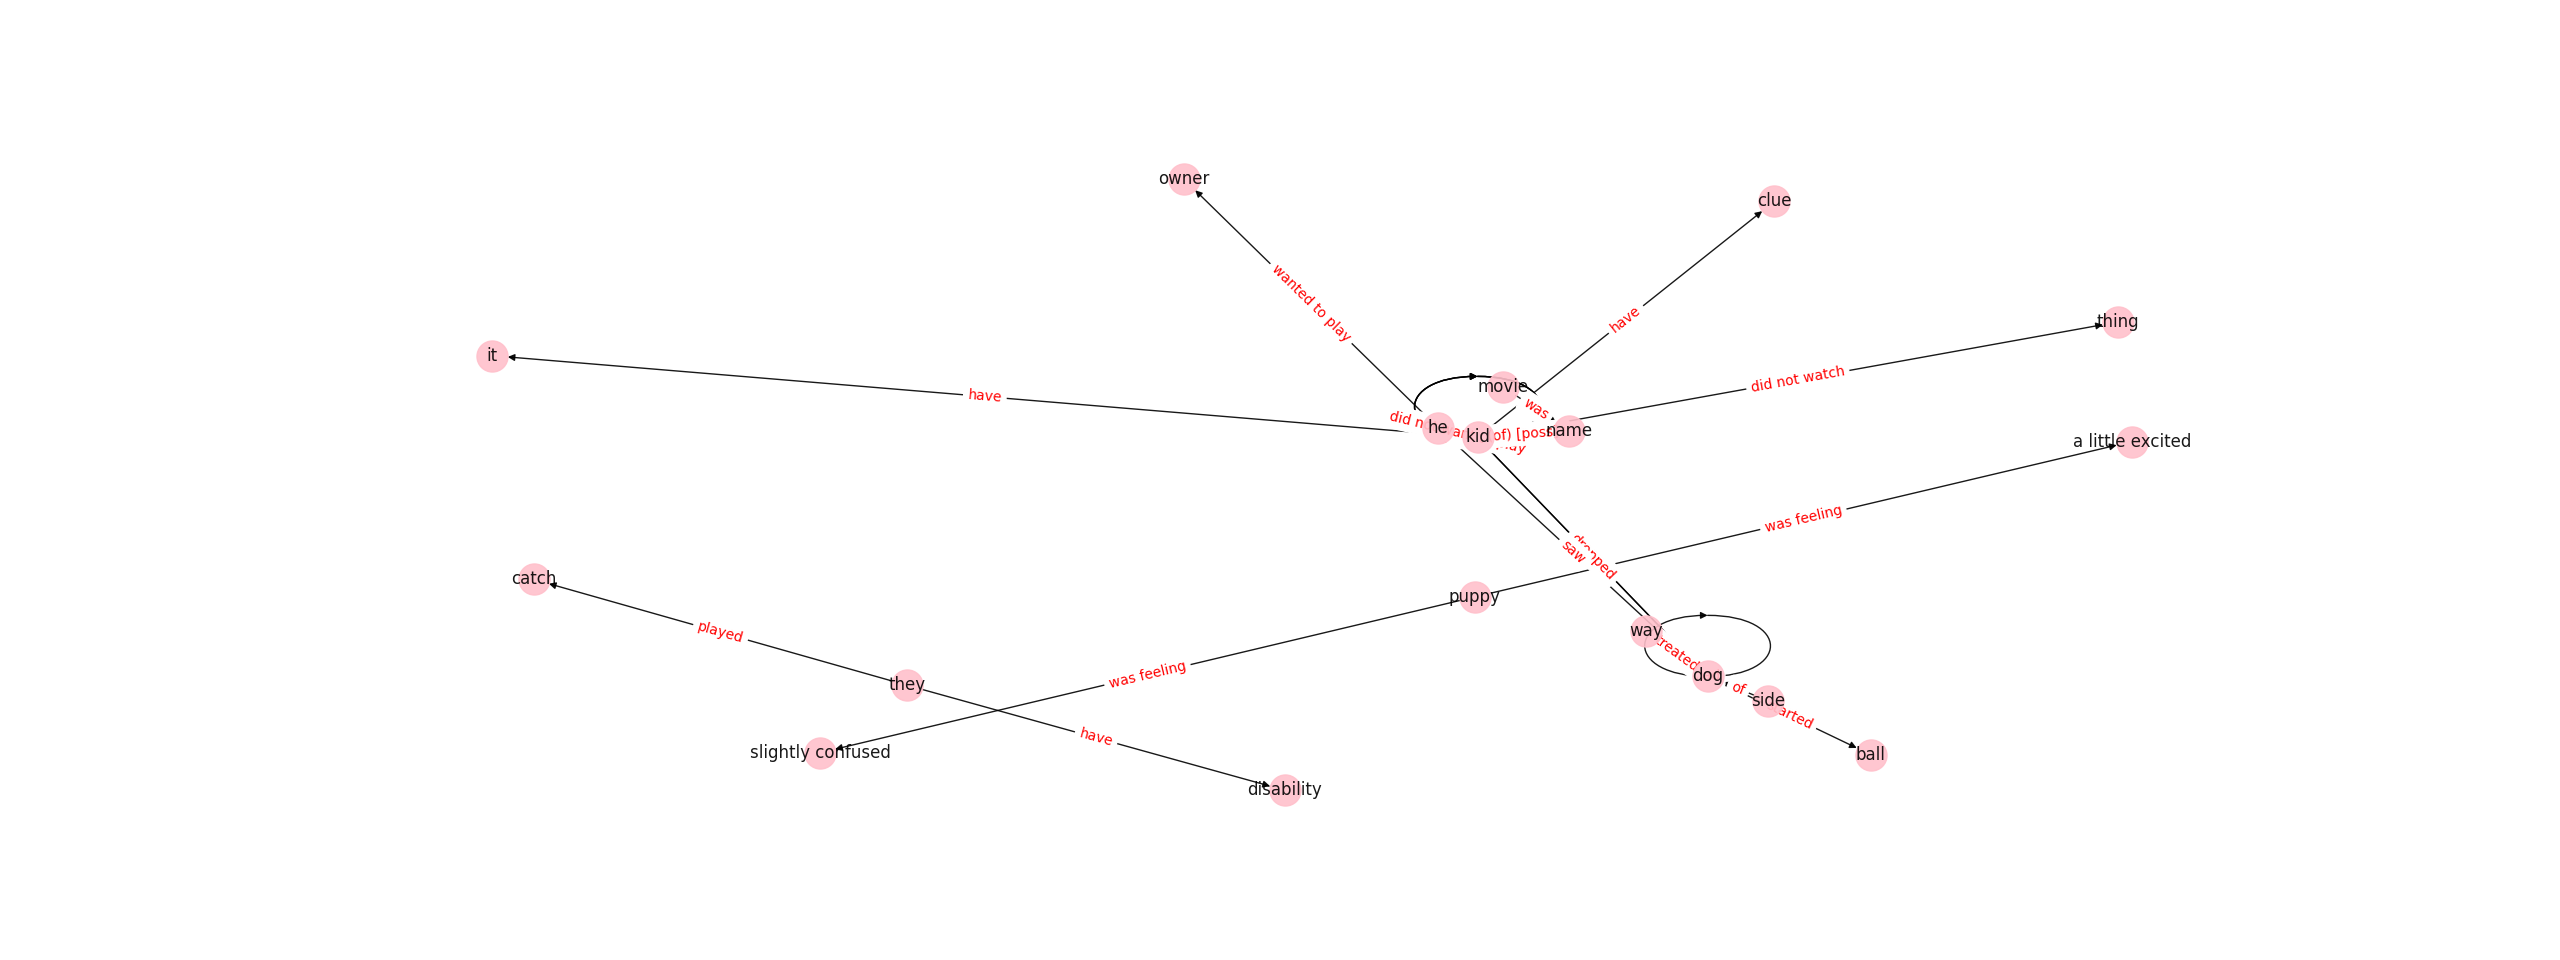 owner
clue
wanted to play
have
thing
it
did not watch
movie
have
was
did n
he
kid
of) [poss
name
a little excited
was feeling
dropped
saw
catch
puppy
played
way
created
was feeling
dog
they
of
side
arted
have
slightly confused
ball
disability